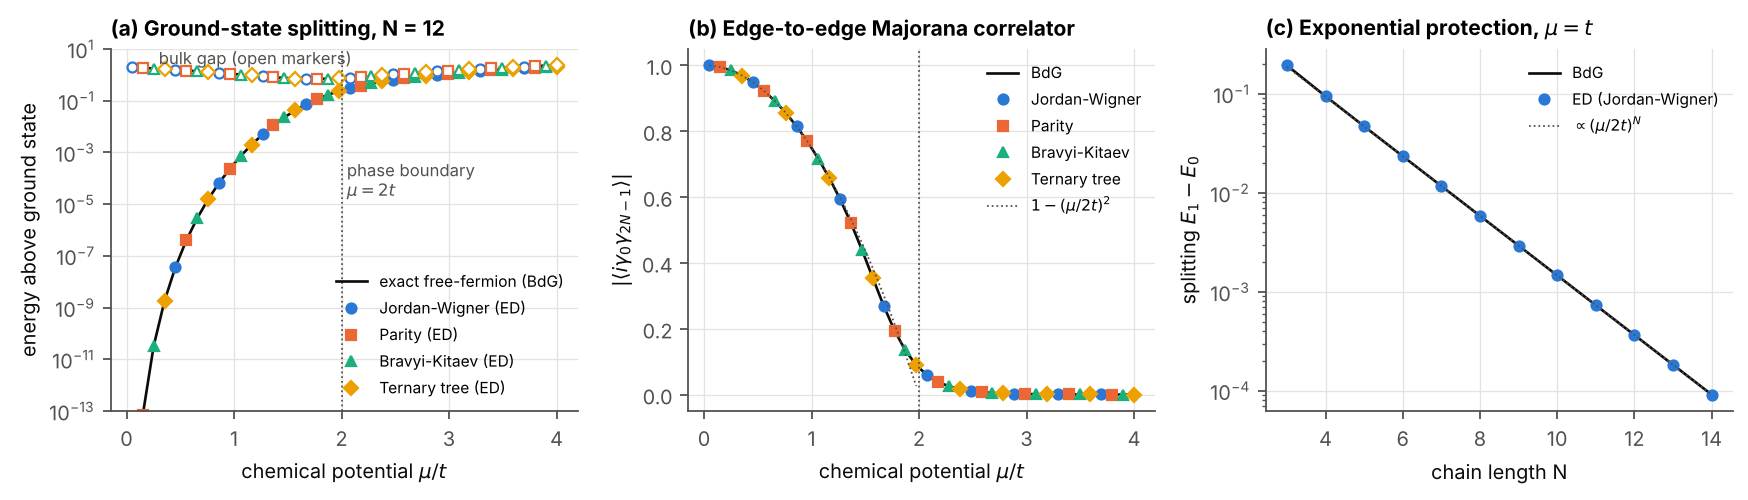 (a) Ground-state splitting, N = 12
10^1
10^−1
10^−3
10^−5
10^−7
10^−9
10^−11
10^−13
energy above ground state
bulk gap (open markers)
phase boundary
μ = 2t
exact free-fermion (BdG)
Jordan-Wigner (ED)
Parity (ED)
Bravyi-Kitaev (ED)
Ternary tree (ED)
0 1 2 3 4
chemical potential μ/t
(b) Edge-to-edge Majorana correlator
1.0
0.8
0.6
0.4
0.2
0.0
|⟨iγ_0γ_{2N−1}⟩|
BdG
Jordan-Wigner
Parity
Bravyi-Kitaev
Ternary tree
1 − (μ/2t)^2
0 1 2 3 4
chemical potential μ/t
(c) Exponential protection, μ = t
10^−1
10^−2
10^−3
10^−4
splitting E_1 − E_0
BdG
ED (Jordan-Wigner)
∝ (μ/2t)^N
4 6 8 10 12 14
chain length N